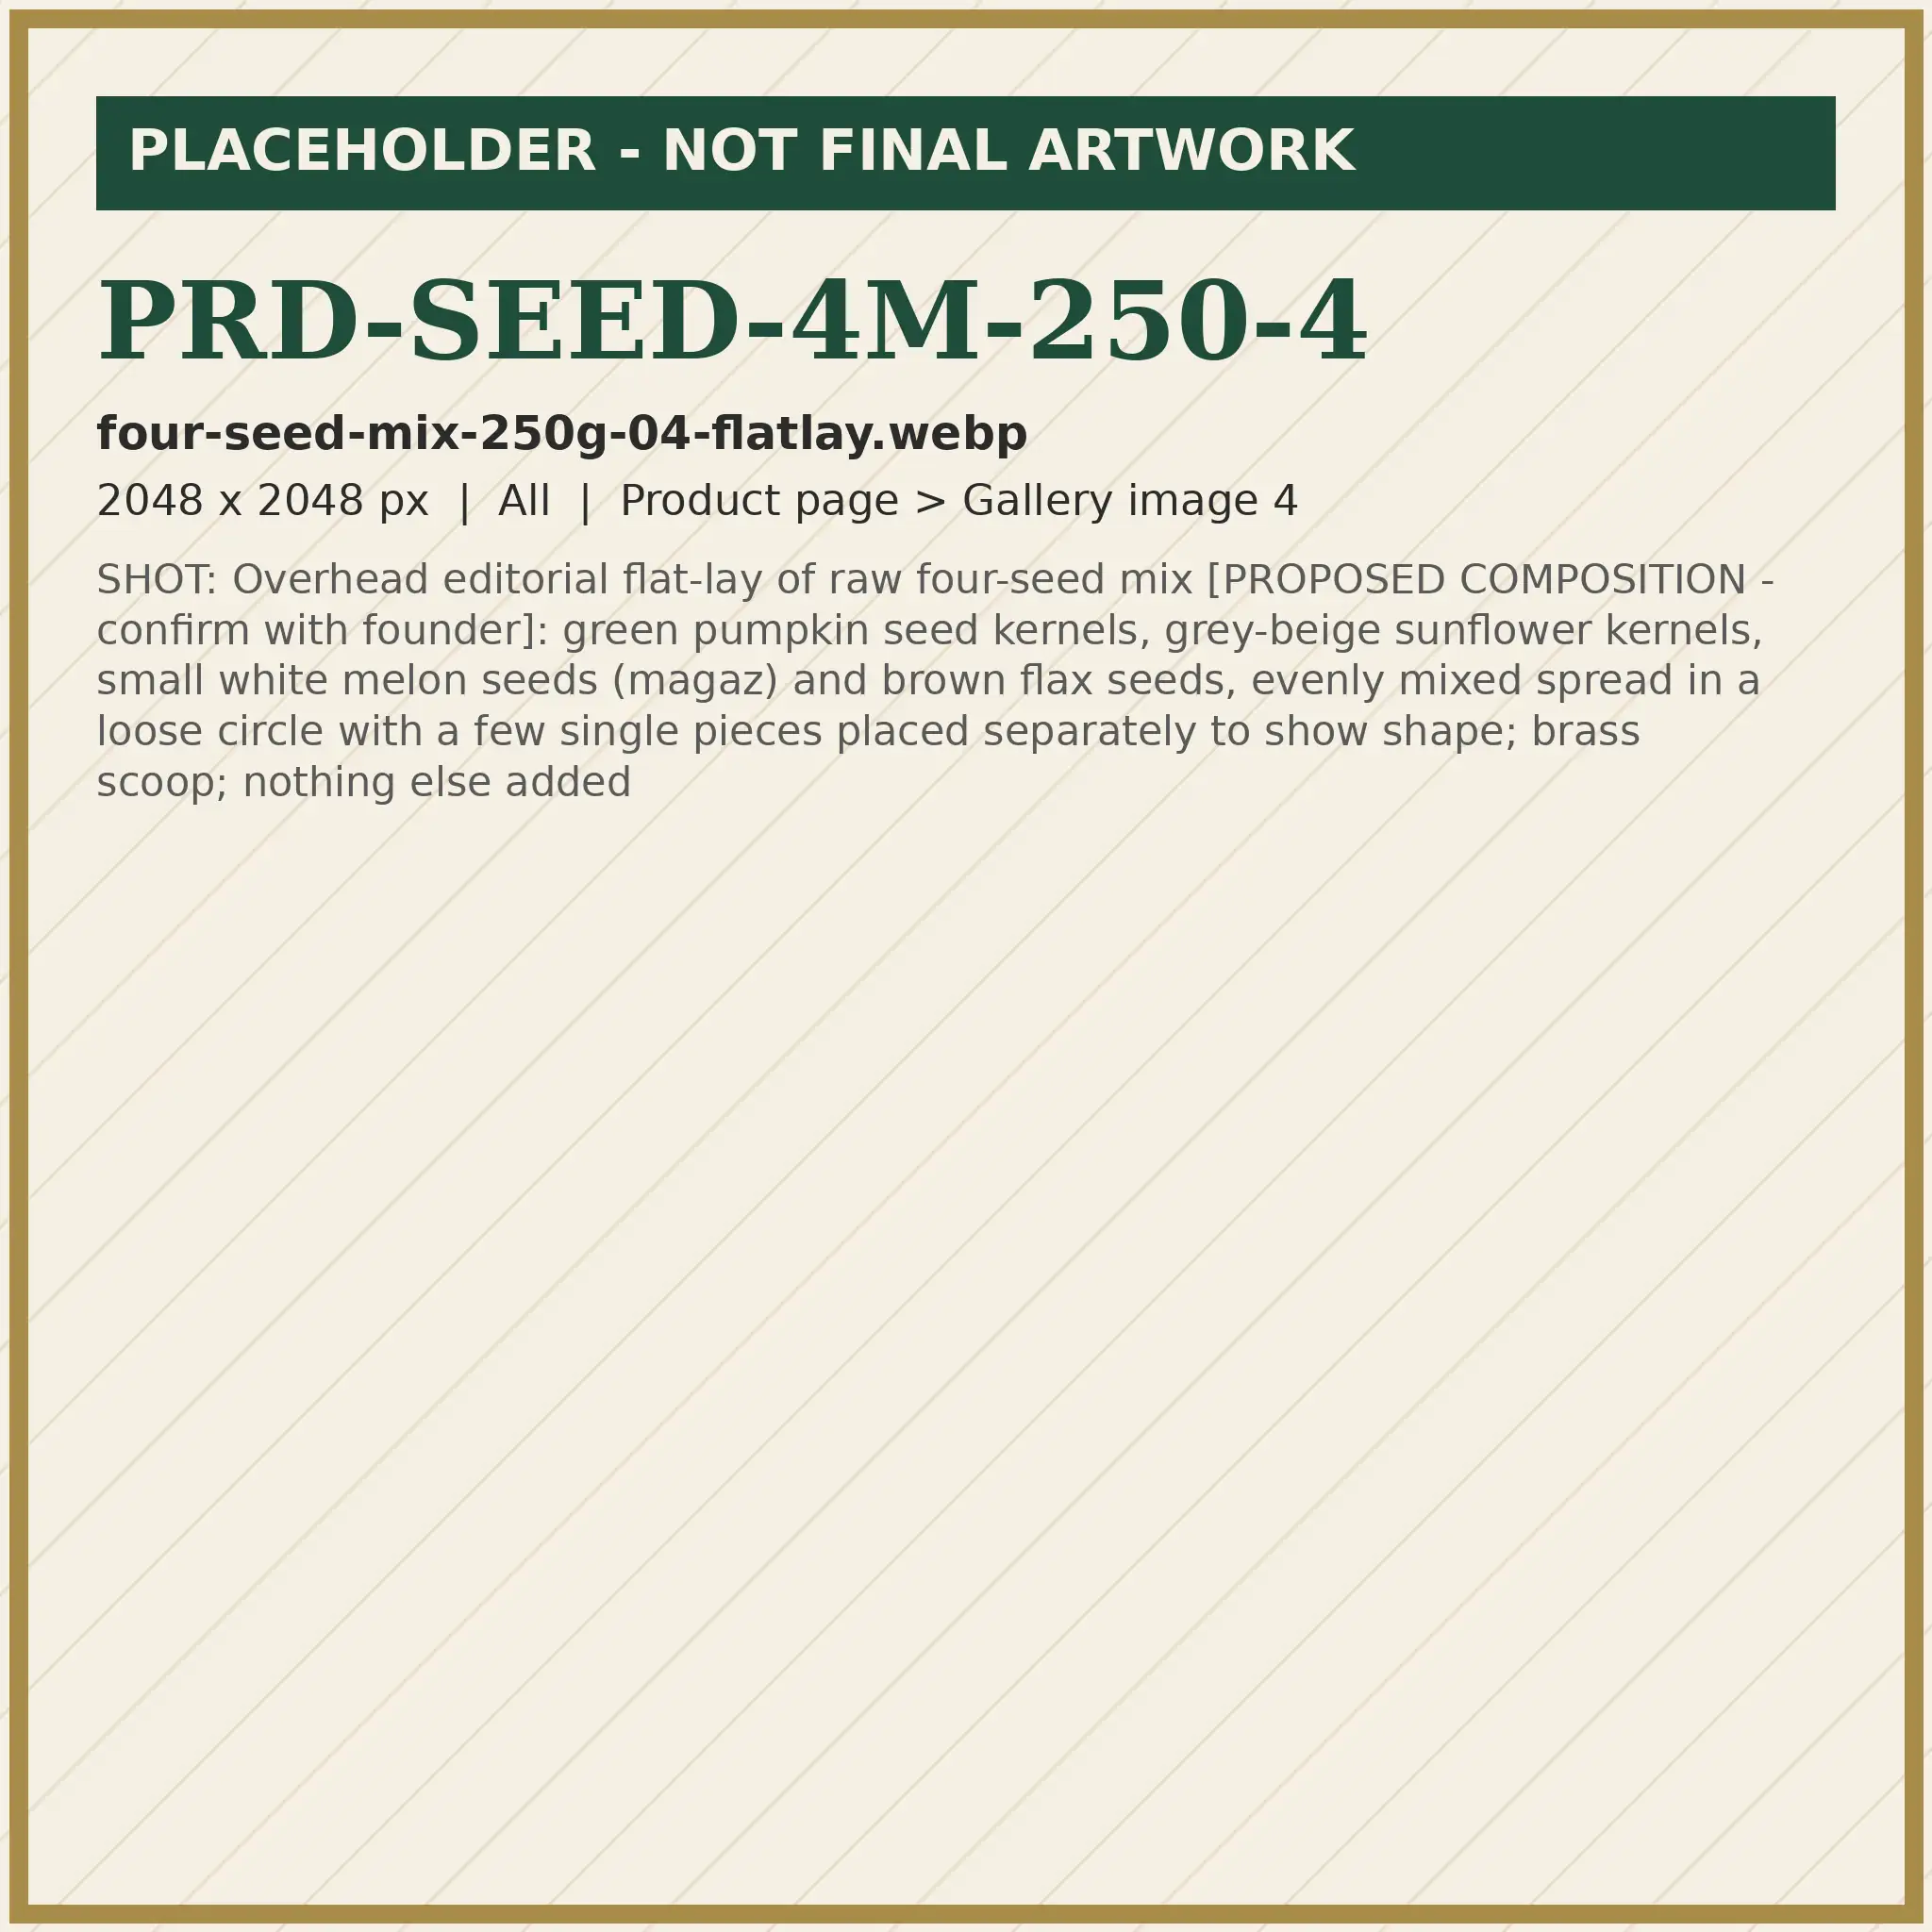 PLACEHOLDER - NOT FINAL ARTWORK
PRD-SEED-4M-250-4
four-seed-mix-250g-04-flatlay.webp
2048 x 2048 px | All | Product page > Gallery image 4
SHOT: Overhead editorial flat-lay of raw four-seed mix [PROPOSED COMPOSITION -
confirm with founder]: green pumpkin seed kernels, grey-beige sunflower kernels,
small white melon seeds (magaz) and brown flax seeds, evenly mixed spread in a
loose circle with a few single pieces placed separately to show shape; brass
scoop; nothing else added